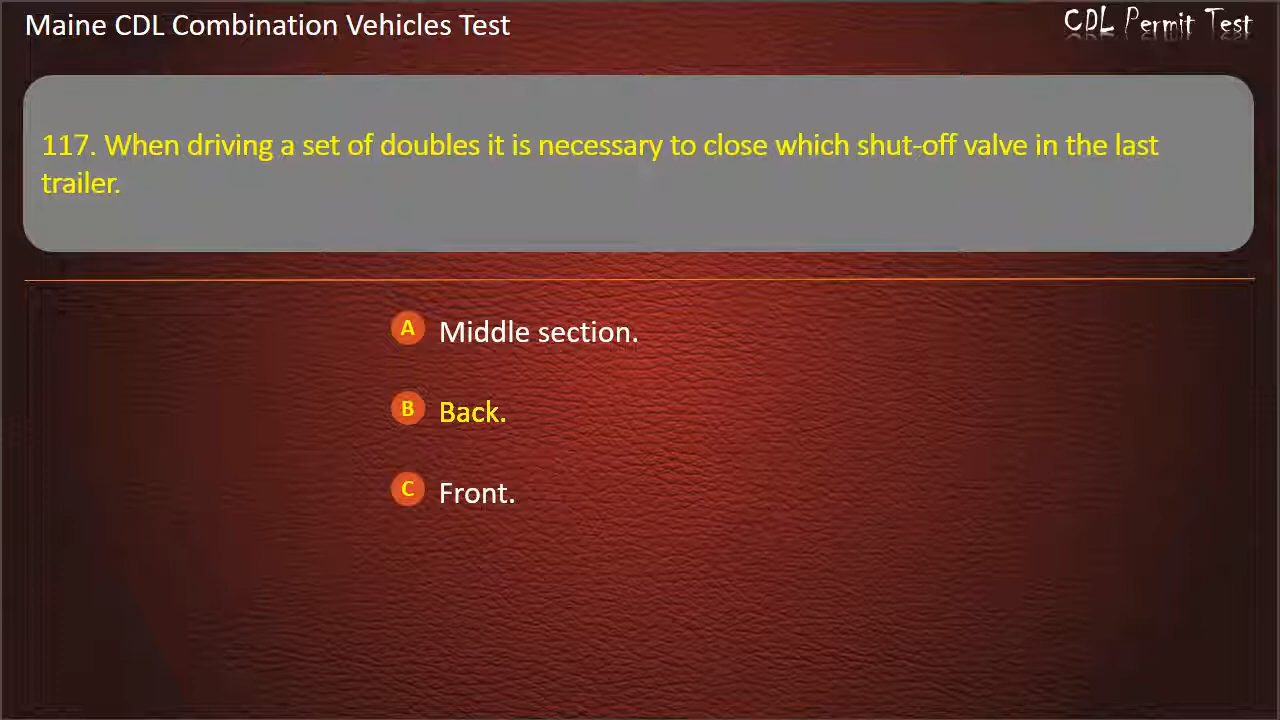 Maine CDL Combination Vehicles Test
CDL Permit Test
117. When driving a set of doubles it is necessary to close which shut-off valve in the last
trailer.
A Middle section.
B Back.
C Front.